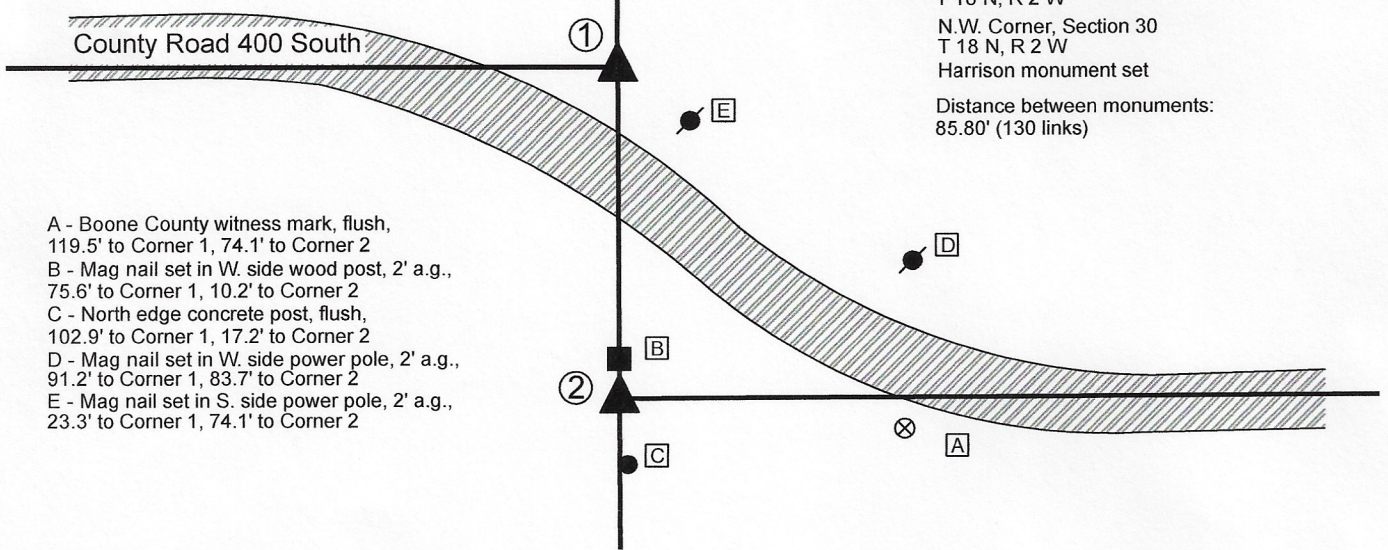 T 18 N, R 2 W
N.W. Corner, Section 30
T 18 N, R 2 W
Harrison monument set
Distance between monuments:
85.80' (130 links)
County Road 400 South
1
E
D
A - Boone County witness mark, flush,
119.5' to Corner 1, 74.1' to Corner 2
B - Mag nail set in W. side wood post, 2' a.g.,
75.6' to Corner 1, 10.2' to Corner 2
C - North edge concrete post, flush,
102.9' to Corner 1, 17.2' to Corner 2
D - Mag nail set in W. side power pole, 2' a.g.,
91.2' to Corner 1, 83.7' to Corner 2
E - Mag nail set in S. side power pole, 2' a.g.,
23.3' to Corner 1, 74.1' to Corner 2
B
2
A
C